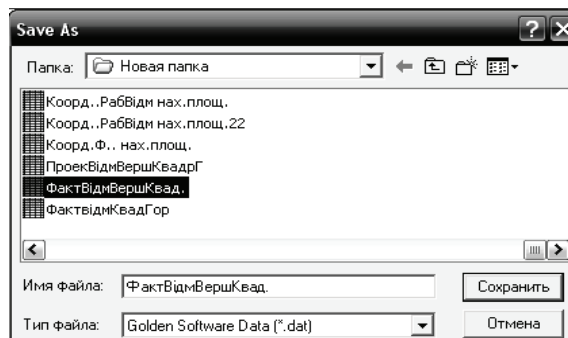 Save As
Папка: Новая папка
Коорд..РабВідм нах.площ.
Коорд..РабВідм нах.площ.22
Коорд.Ф.. нах.площ.
ПроекВідмВершКвадрГ
ФактВідмВершКвад.
ФактвідмКвадГор
Имя файла: ФактВідмВершКвад. Сохранить
Тип файла: Golden Software Data (*.dat) Отмена